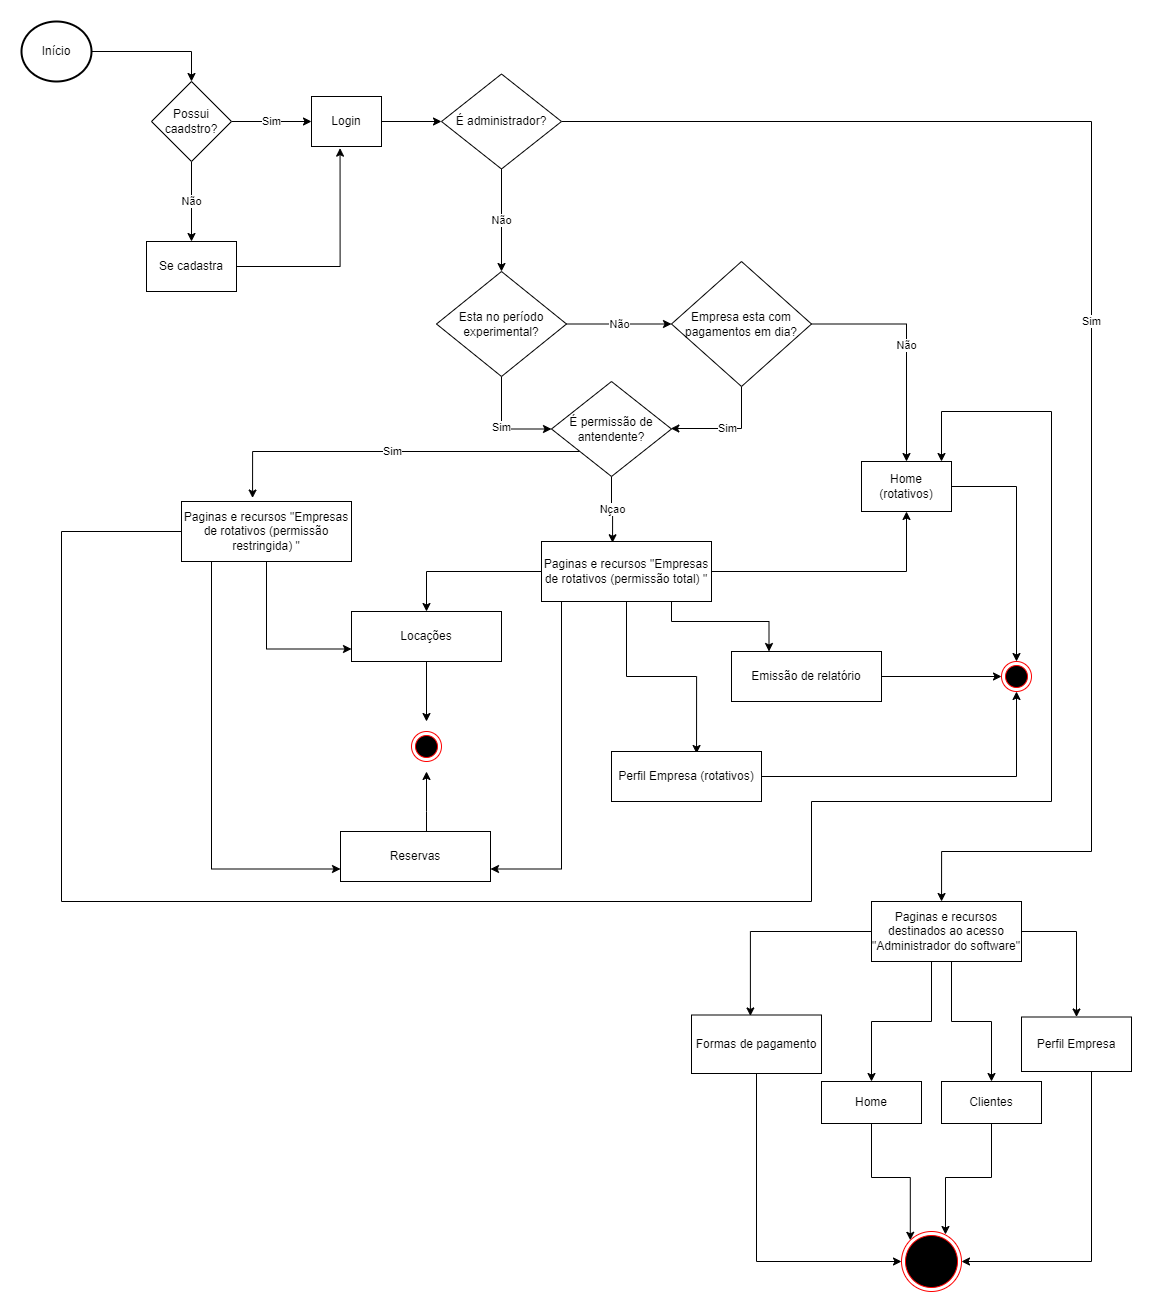 Início
Possui
caadstro?
Sim
Login
É administrador?
Não
Não
Se cadastra
Sim
Esta no período
experimental?
Não
Empresa esta com
pagamentos em dia?
Não
Sim
É permissão de
antendente?
Sim
Sim
Home
(rotativos)
Nçao
Paginas e recursos "Empresas
de rotativos (permissão
restringida) "
Paginas e recursos "Empresas
de rotativos (permissão total) "
Locações
Emissão de relatório
Perfil Empresa (rotativos)
Reservas
Paginas e recursos
destinados ao acesso
"Administrador do software"
Formas de pagamento
Perfil Empresa
Home
Clientes